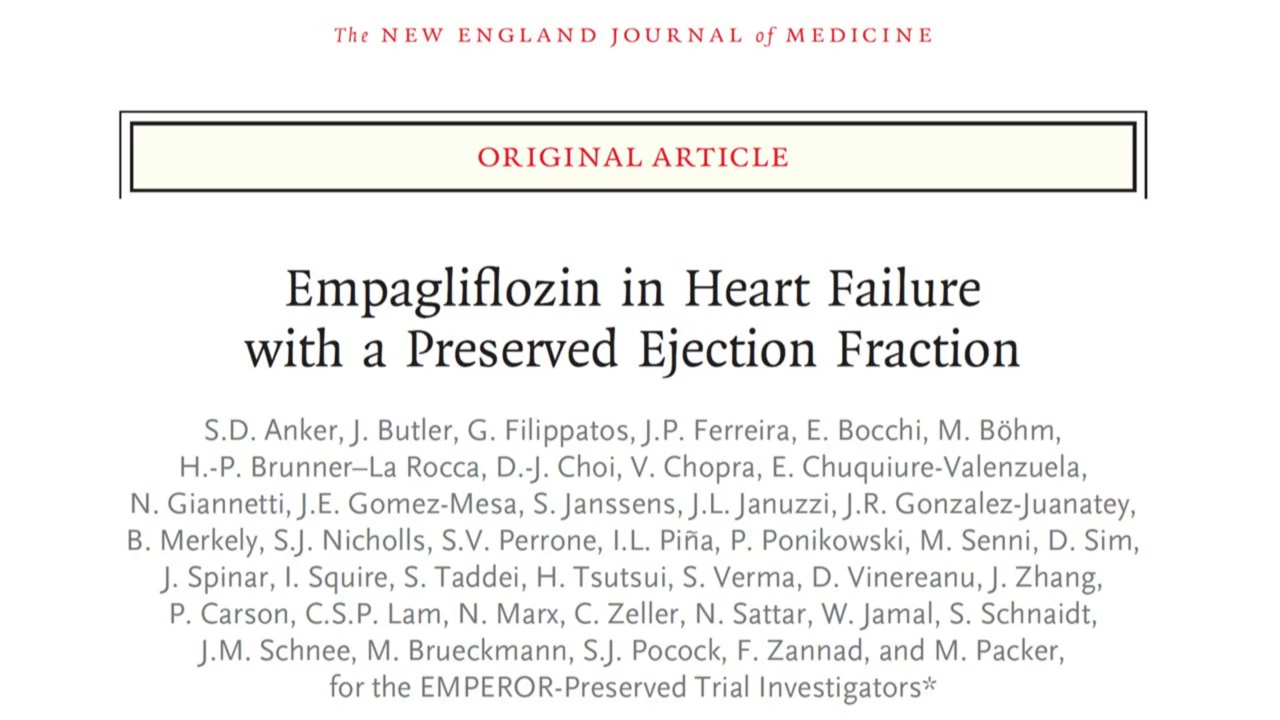 The NEW ENGLAND JOURNAL of MEDICINE
ORIGINAL ARTICLE
Empagliflozin in Heart Failure
with a Preserved Ejection Fraction
S.D. Anker, J. Butler, G. Filippatos, J.P. Ferreira, E. Bocchi, M. Böhm,
H.-P. Brunner–La Rocca, D.-J. Choi, V. Chopra, E. Chuquiure-Valenzuela,
N. Giannetti, J.E. Gomez-Mesa, S. Janssens, J.L. Januzzi, J.R. Gonzalez-Juanatey,
B. Merkely, S.J. Nicholls, S.V. Perrone, I.L. Piña, P. Ponikowski, M. Senni, D. Sim,
J. Spinar, I. Squire, S. Taddei, H. Tsutsui, S. Verma, D. Vinereanu, J. Zhang,
P. Carson, C.S.P. Lam, N. Marx, C. Zeller, N. Sattar, W. Jamal, S. Schnaidt,
J.M. Schnee, M. Brueckmann, S.J. Pocock, F. Zannad, and M. Packer,
for the EMPEROR-Preserved Trial Investigators*